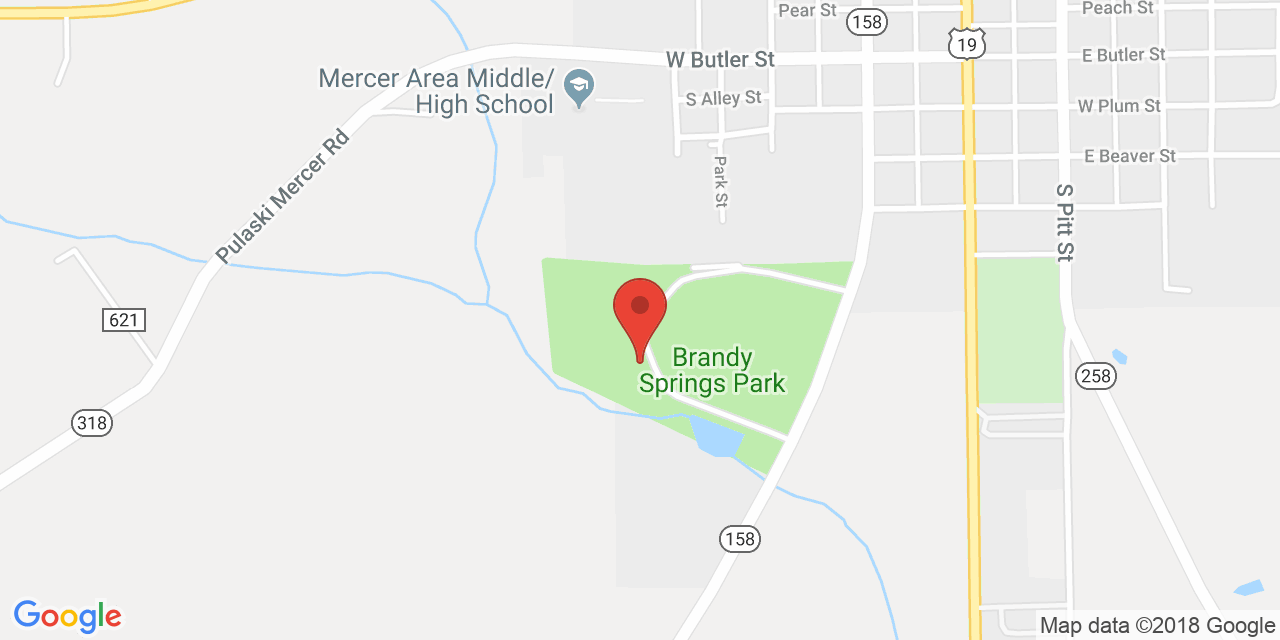 Pear St
158
Peach St
19
W Butler St
E Butler St
Mercer Area Middle/
High School
S Alley St
W Plum St
Pulaski Mercer Rd
E Beaver St
Park St
S Pitt St
621
Brandy
Springs Park
258
318
158
Google
Map data ©2018 Google